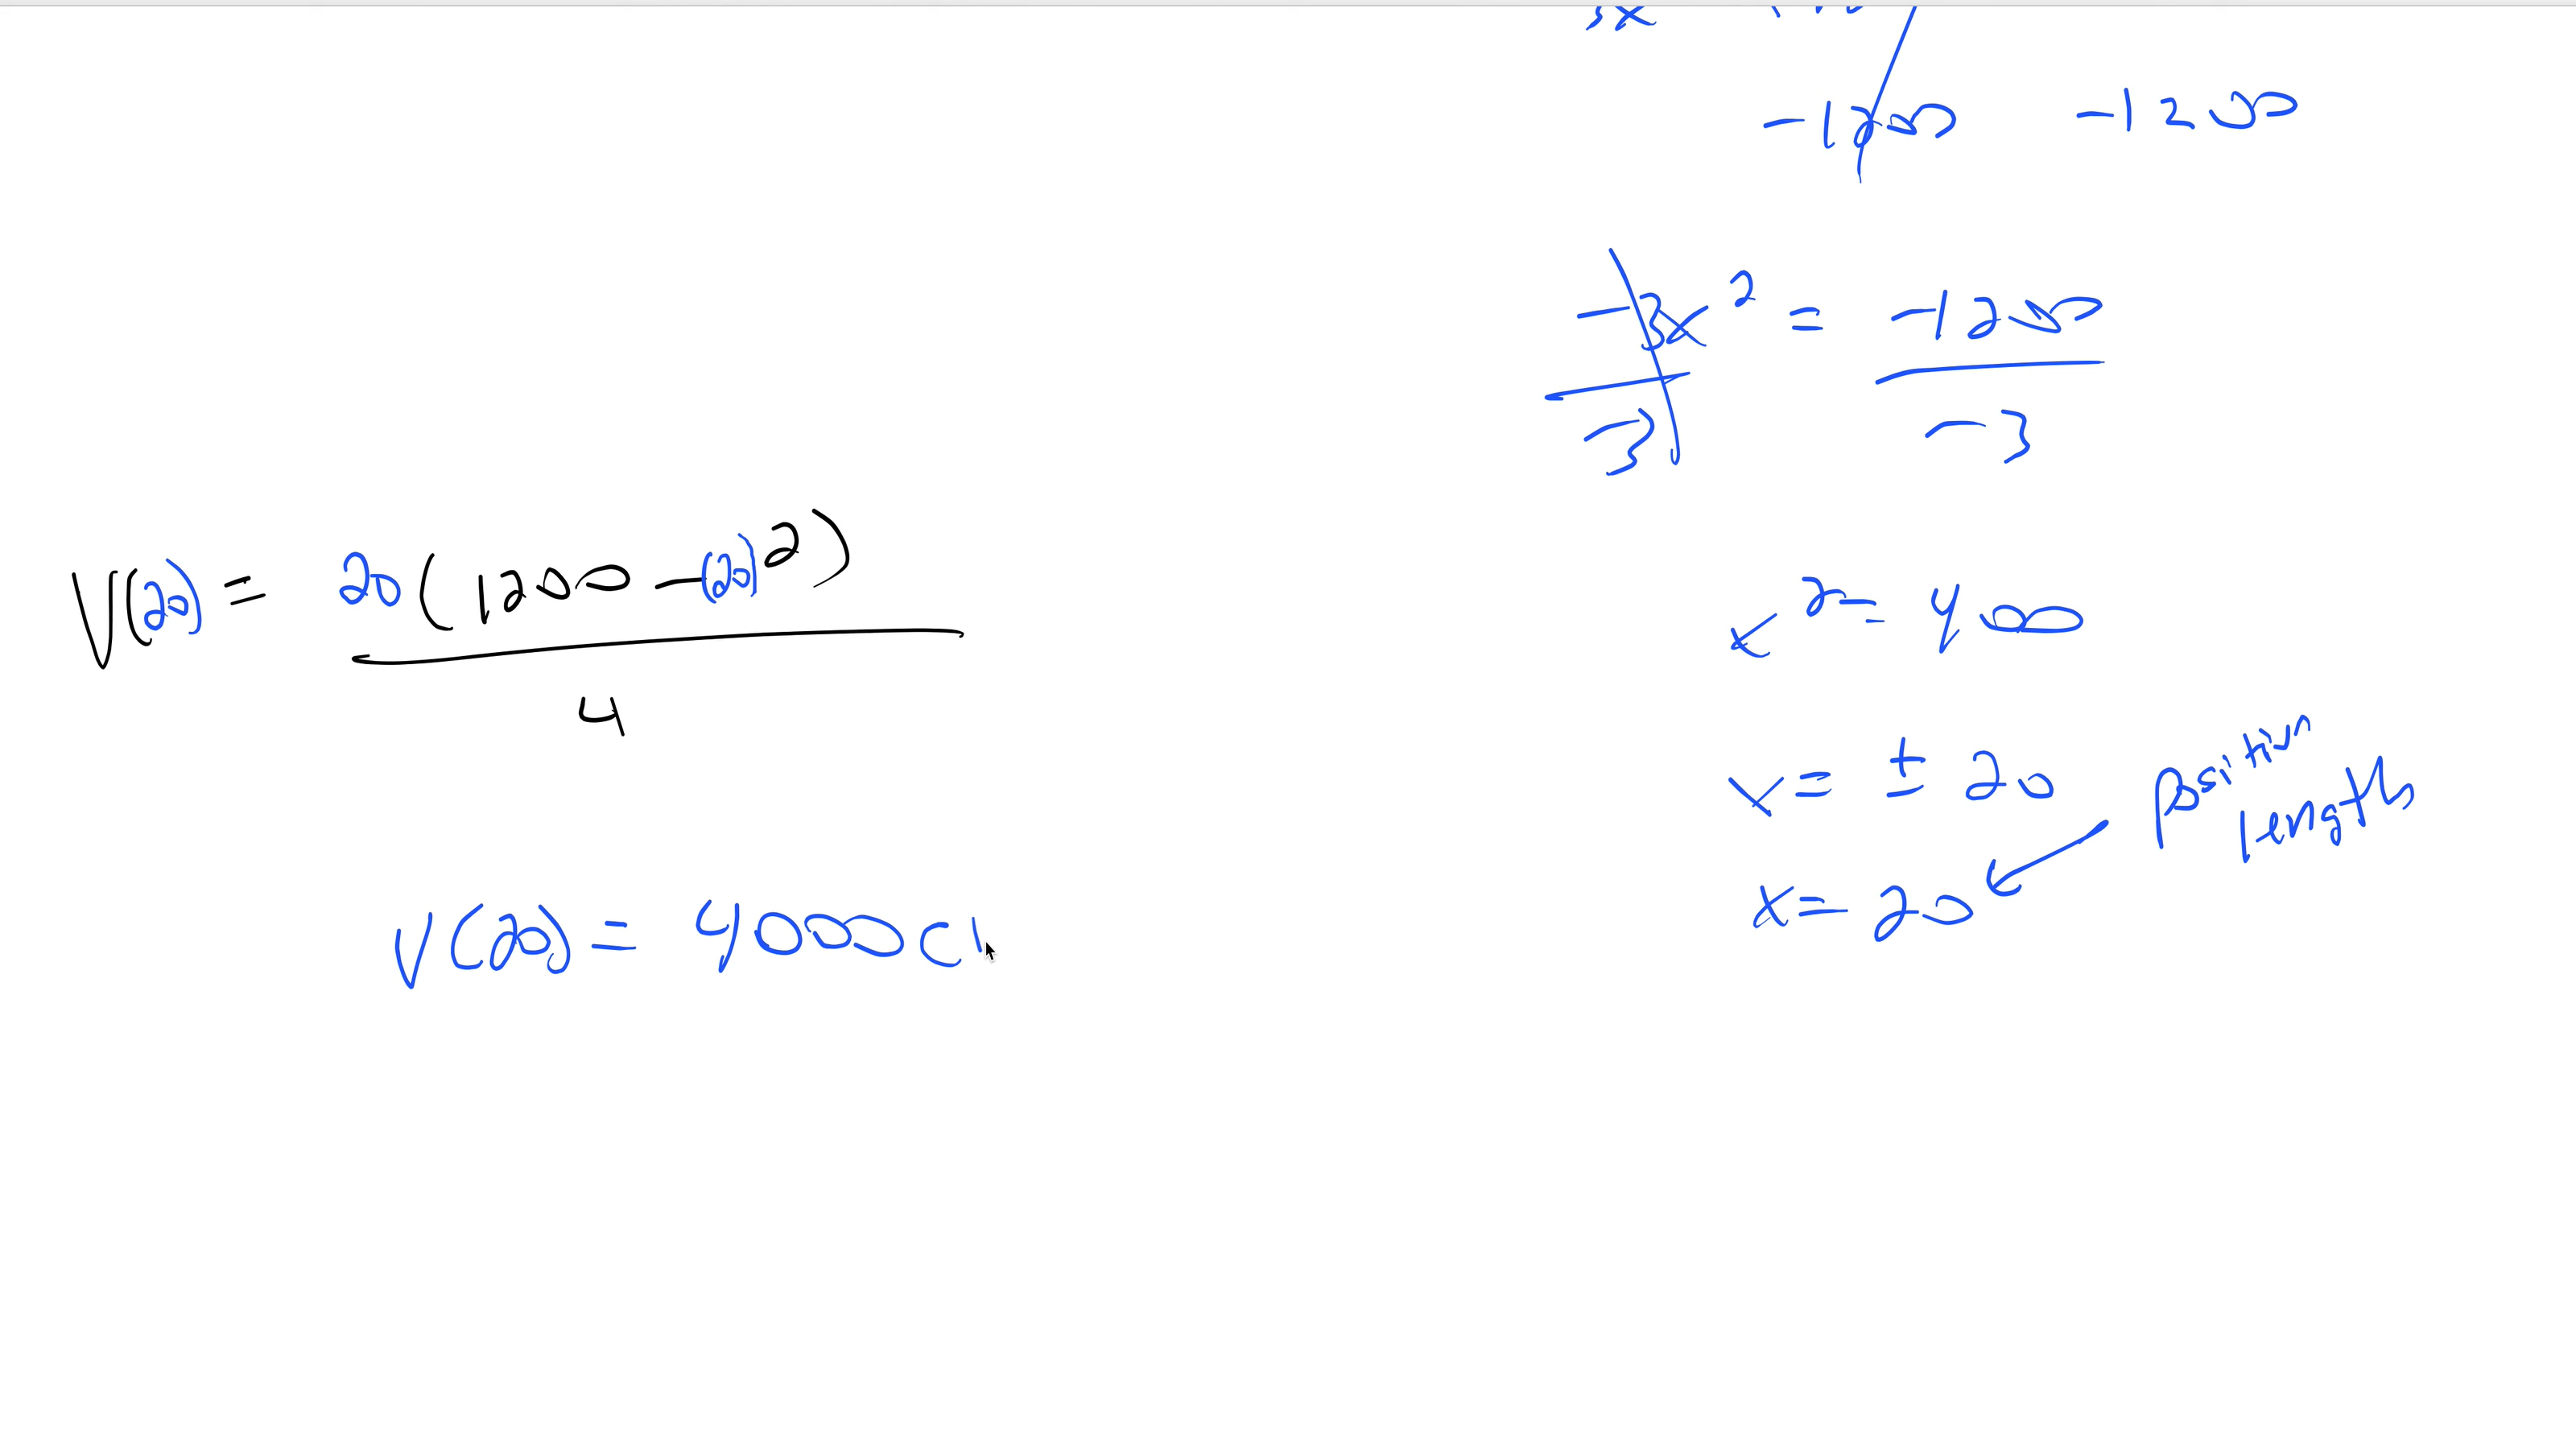 -1200 -1200
-3x² = -1200
-3 -3
V(20) = 20(1200-(20)²)
4
x²= 400
x= ± 20
positive
lengths
x= 20
V(20) = 4000 c